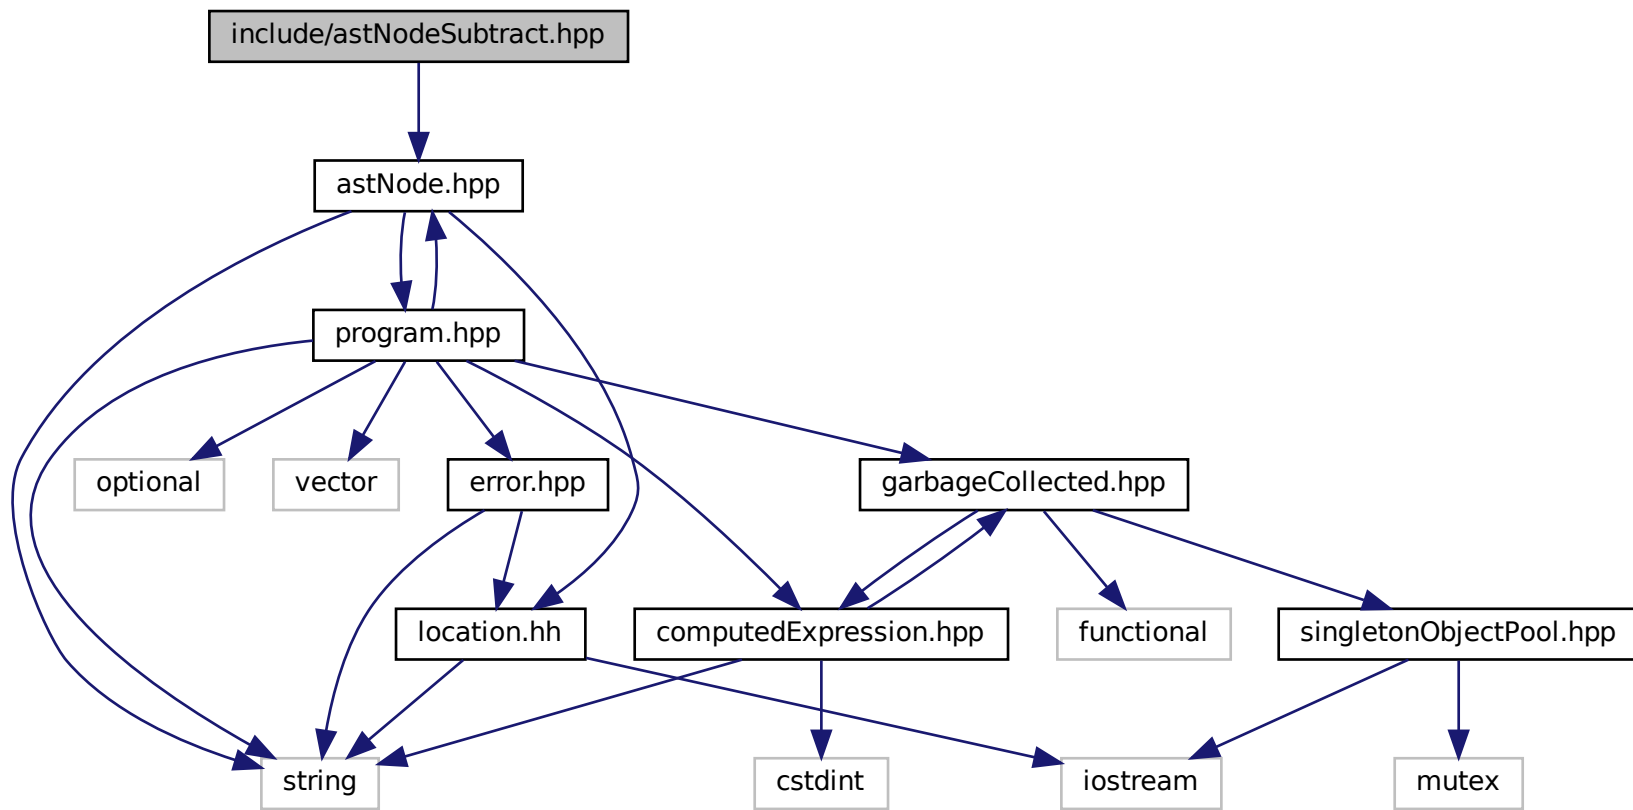 include/astNodeSubtract.hpp
astNode.hpp
program.hpp
optional
vector
error.hpp
garbageCollected.hpp
location.hh
computedExpression.hpp
functional
singletonObjectPool.hpp
string
cstdint
iostream
mutex